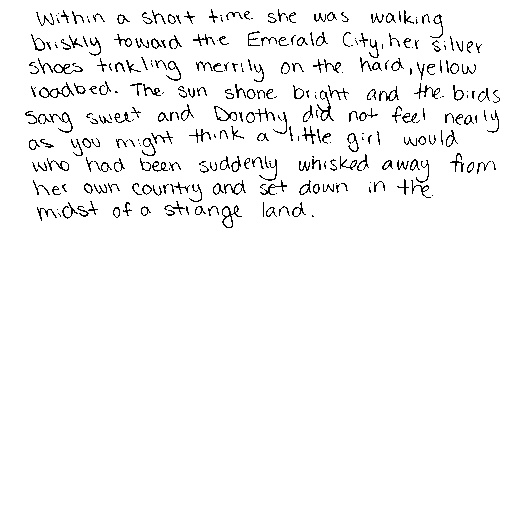 Within a short time she was walking
briskly toward the Emerald City, her silver
shoes tinkling merrily on the hard, yellow
roadbed. The sun shone bright and the birds
sang sweet and Dorothy did not feel nearly
as you might think a little girl would
who had been suddenly whisked away from
her own country and set down in the
midst of a strange land.